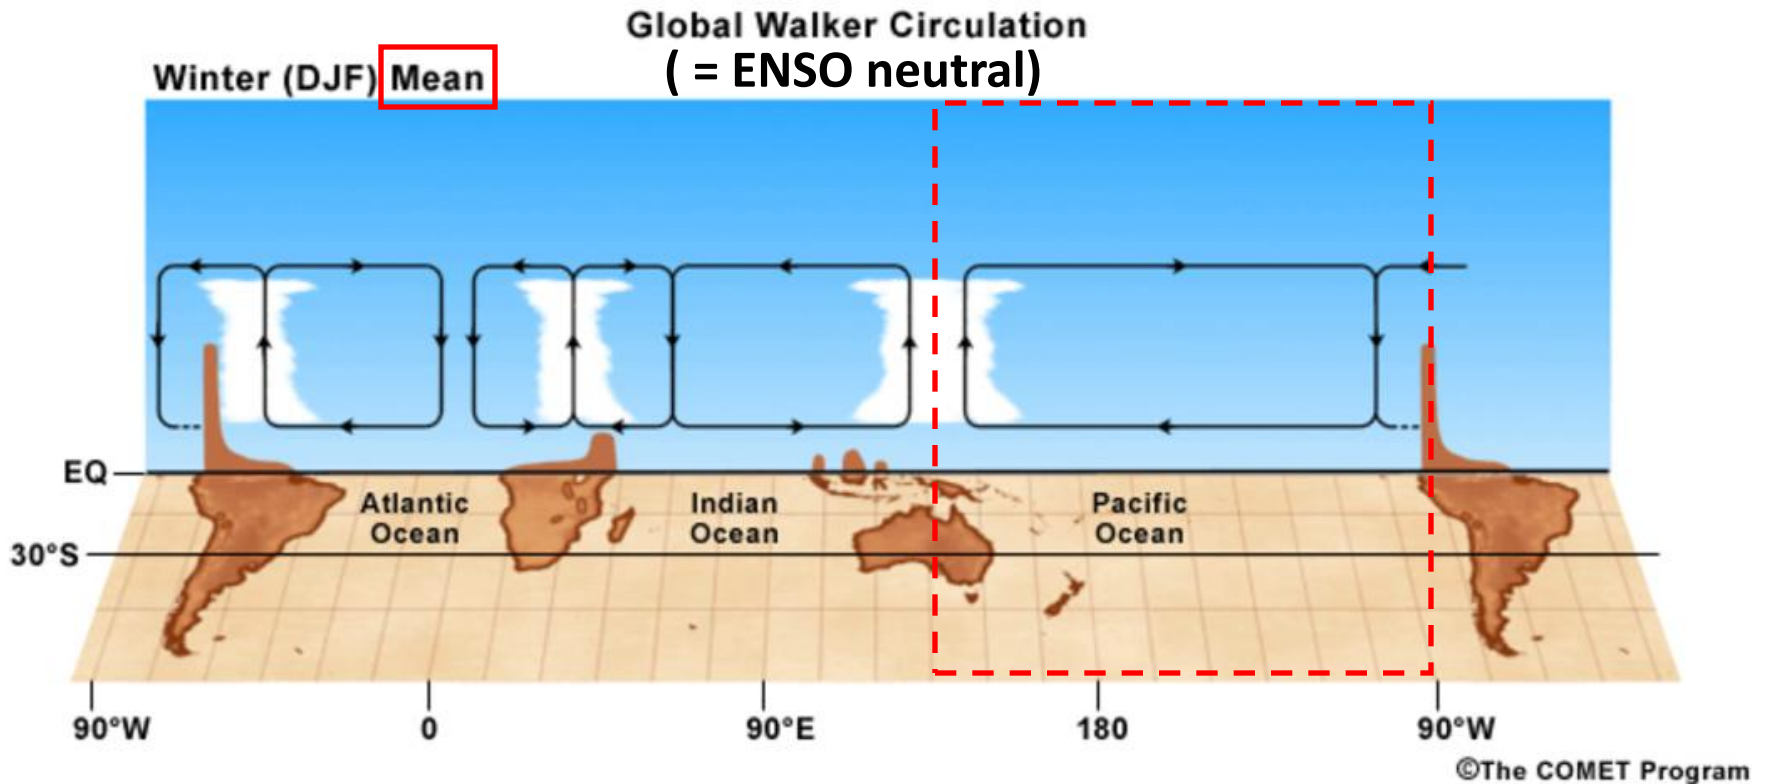 Global Walker Circulation
( = ENSO neutral)
Winter (DJF) Mean
EQ
Atlantic
Ocean
Indian
Ocean
Pacific
Ocean
30°S
90°W
0
90°E
180
90°W
©The COMET Program